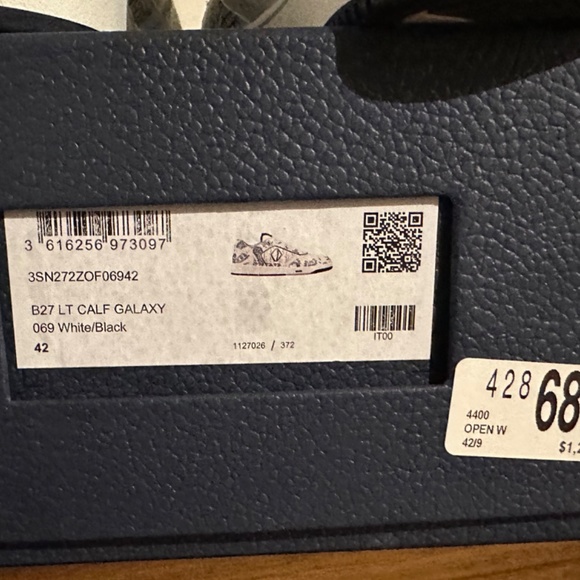 3 616256 973097
3SN272ZOF06942
B27 LT CALF GALAXY
069 White/Black
42
1127026 / 372
IT00
428 68
4400
OPEN W
42/9
$1,2